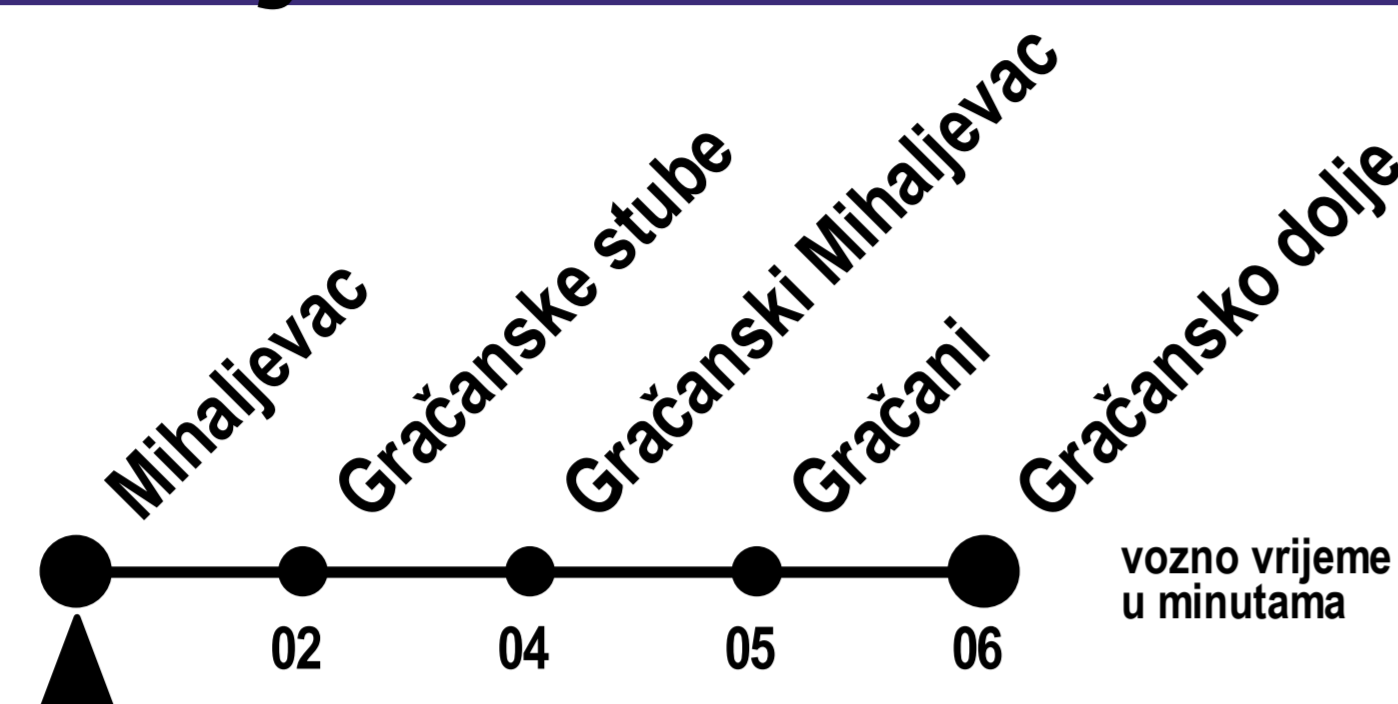 Mihaljevac
Gračanske stube
Gračanski Mihaljevac
Gračani
Gračansko dolje
02
04
05
06
vozno vrijeme
u minutama